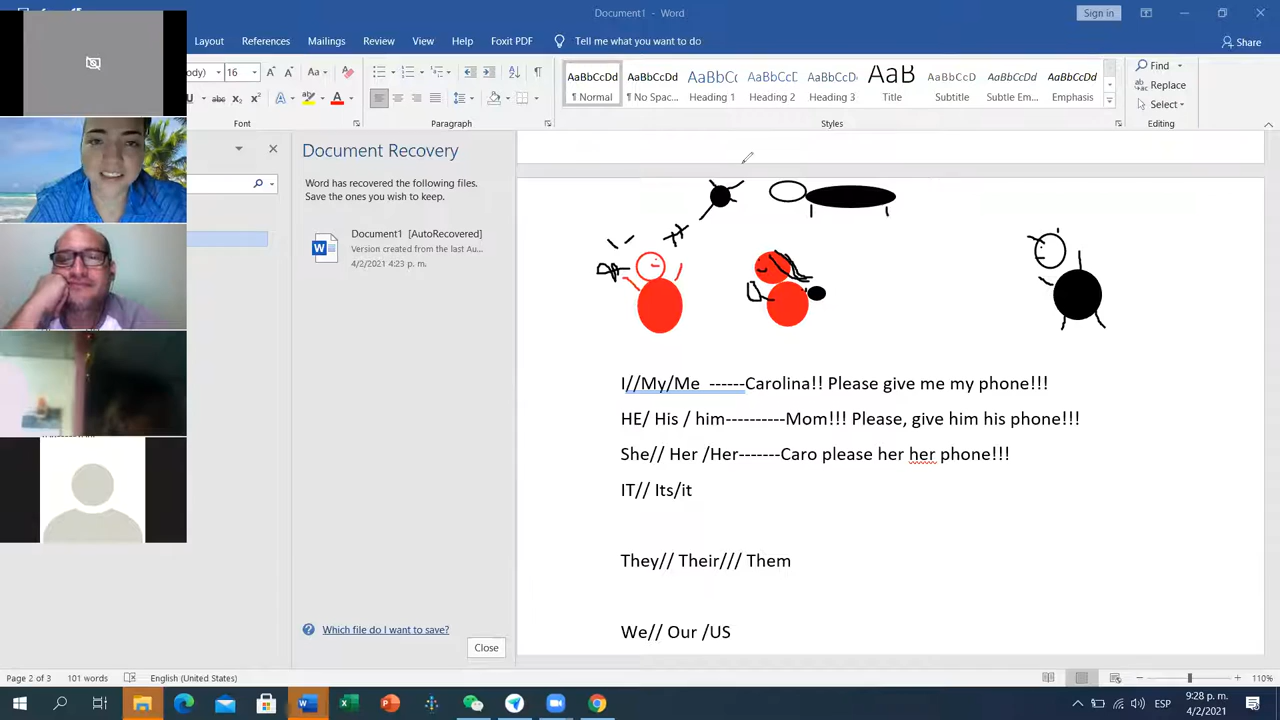 Document1 - Word
Sign in
Layout References Mailings Review View Help Foxit PDF Tell me what you want to do
Share
16
Font
Paragraph
AaBbCcDd AaBbCcDd AaBbC( AaBbCcD AaBbCcD AaB AaBbCcD AaBbCcDd AaBbCcDd
¶ Normal ¶ No Spac... Heading 1 Heading 2 Heading 3 Title Subtitle Subtle Em... Emphasis
Styles
Find
Replace
Select
Editing
Document Recovery
Word has recovered the following files.
Save the ones you wish to keep.
Document1 [AutoRecovered]
Version created from the last Au...
4/2/2021 4:23 p. m.
Which file do I want to save?
Close
I//My/Me ------Carolina!! Please give me my phone!!!
HE/ His / him----------Mom!!! Please, give him his phone!!!
She// Her /Her-------Caro please her her phone!!!
IT// Its/it
They// Their/// Them
We// Our /US
Page 2 of 3 101 words English (United States)
110%
ESP
9:28 p. m.
4/2/2021